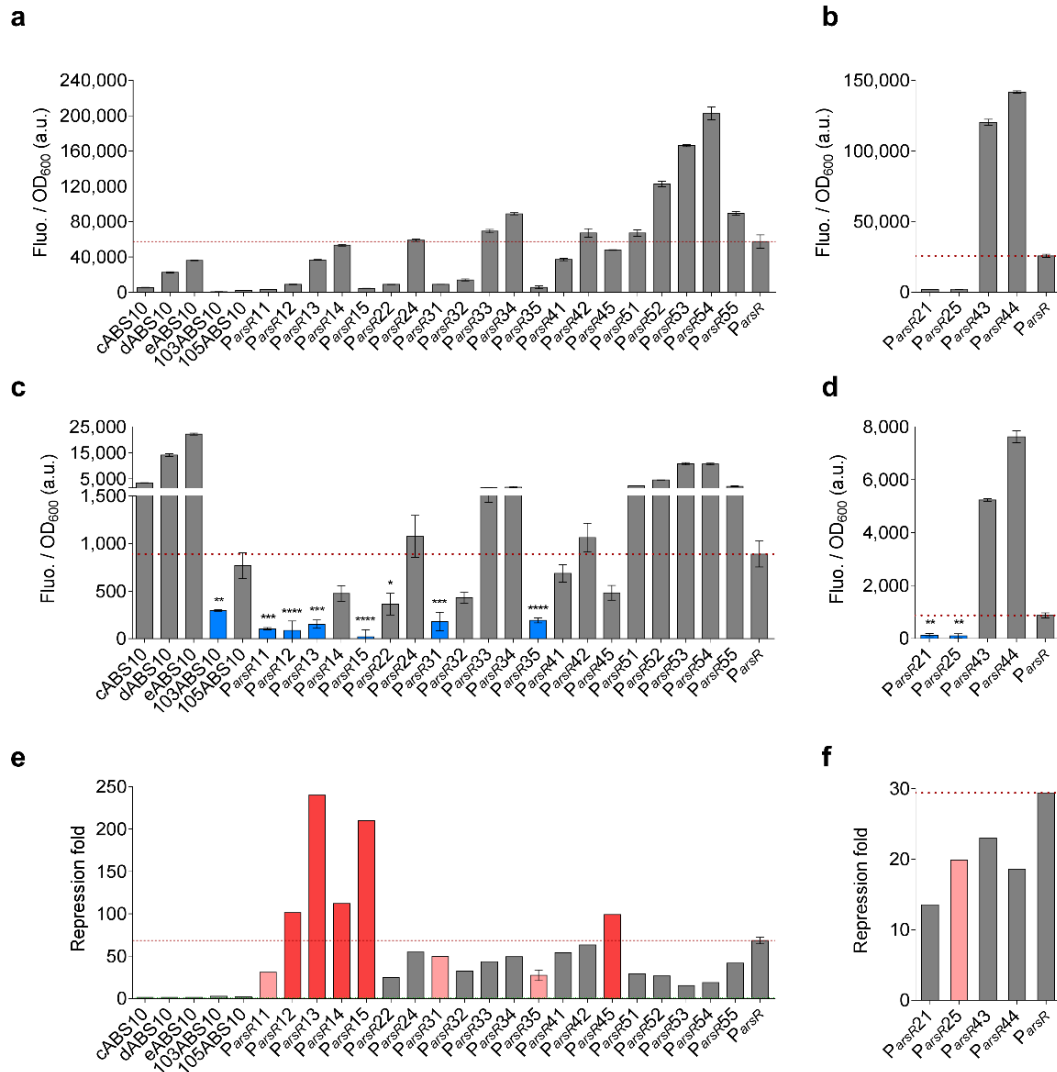 a
b
Fluo. / OD600 (a.u.)
240,000
200,000
160,000
120,000
80,000
40,000
0
cABS10
dABS10
eABS10
103ABS10
105ABS10
ParsR11
ParsR12
ParsR13
ParsR14
ParsR15
ParsR22
ParsR24
ParsR31
ParsR32
ParsR33
ParsR34
ParsR35
ParsR41
ParsR42
ParsR45
ParsR51
ParsR52
ParsR53
ParsR54
ParsR55
ParsR
Fluo. / OD600 (a.u.)
150,000
100,000
50,000
0
ParsR21
ParsR25
ParsR43
ParsR44
ParsR
c
d
Fluo. / OD600 (a.u.)
25,000
15,000
5,000
1,500
1,000
500
0
**
***
****
***
****
*
***
****
cABS10
dABS10
eABS10
103ABS10
105ABS10
ParsR11
ParsR12
ParsR13
ParsR14
ParsR15
ParsR22
ParsR24
ParsR31
ParsR32
ParsR33
ParsR34
ParsR35
ParsR41
ParsR42
ParsR45
ParsR51
ParsR52
ParsR53
ParsR54
ParsR55
ParsR
Fluo. / OD600 (a.u.)
8,000
6,000
4,000
2,000
0
**
**
ParsR21
ParsR25
ParsR43
ParsR44
ParsR
e
f
Repression fold
250
200
150
100
50
0
cABS10
dABS10
eABS10
103ABS10
105ABS10
ParsR11
ParsR12
ParsR13
ParsR14
ParsR15
ParsR22
ParsR24
ParsR31
ParsR32
ParsR33
ParsR34
ParsR35
ParsR41
ParsR42
ParsR45
ParsR51
ParsR52
ParsR53
ParsR54
ParsR55
ParsR
Repression fold
30
20
10
0
ParsR21
ParsR25
ParsR43
ParsR44
ParsR